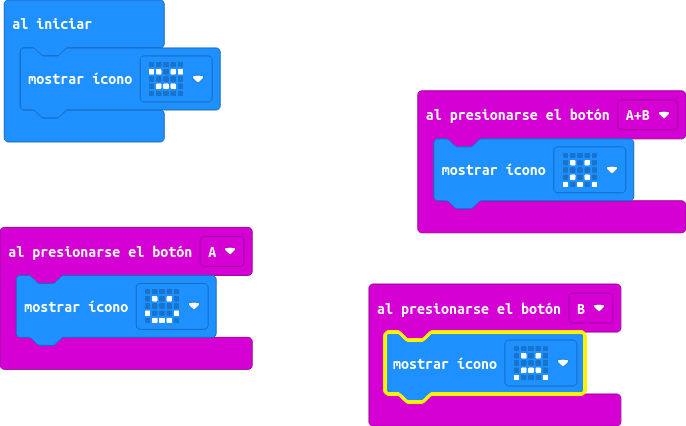 al iniciar
mostrar ícono
al presionarse el botón A+B
mostrar ícono
al presionarse el botón A
mostrar ícono
al presionarse el botón B
mostrar ícono